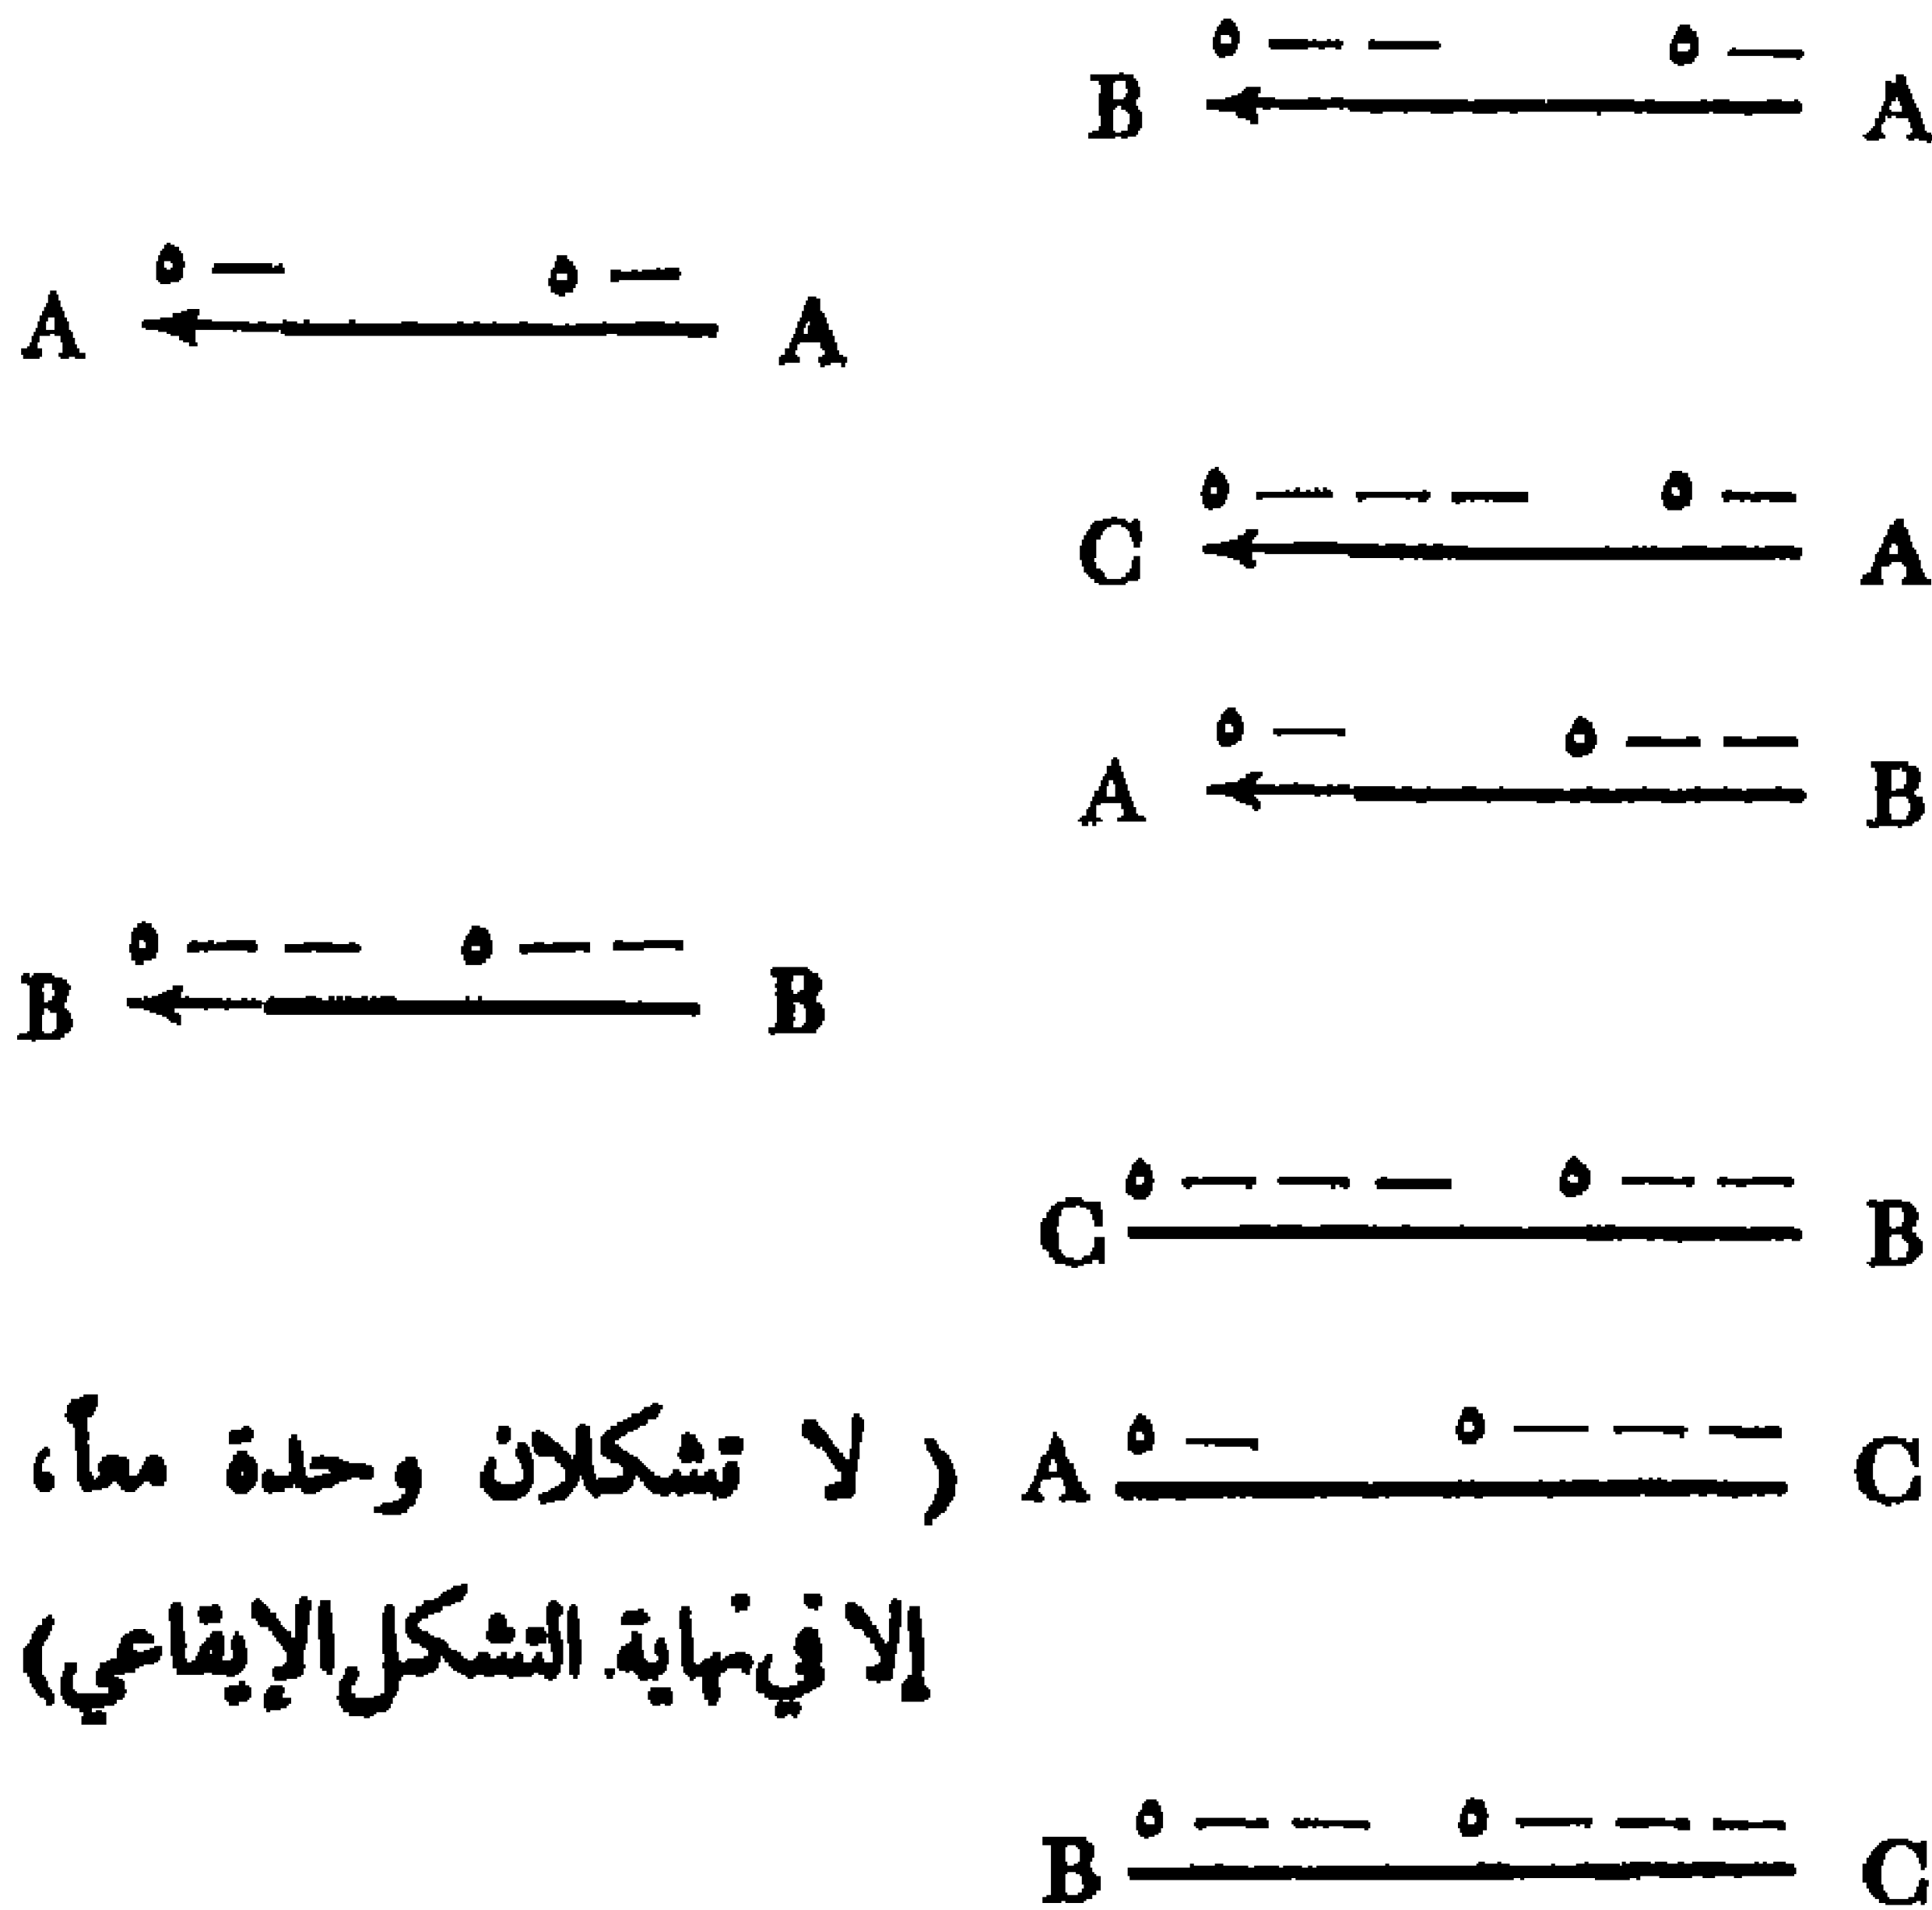 — ه — — ه
A B
— ه — ه
A A
— ه — — — ه
A C
— — ه — ه
B A
— — ه — — ه
B B
— — ه — — — ه
B C
— — — ه — ه
C A ( لا تشكلان وحدة معاً،
إلا في نهاية التشكل الإيقاعي)
— — — ه — — ه
C B